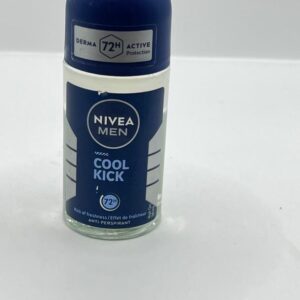 DERMA 72H ACTIVE
Protection
NIVEA
MEN
COOL
KICK
72H
Kick of freshness / Effet de fraîcheur
ANTI-PERSPIRANT